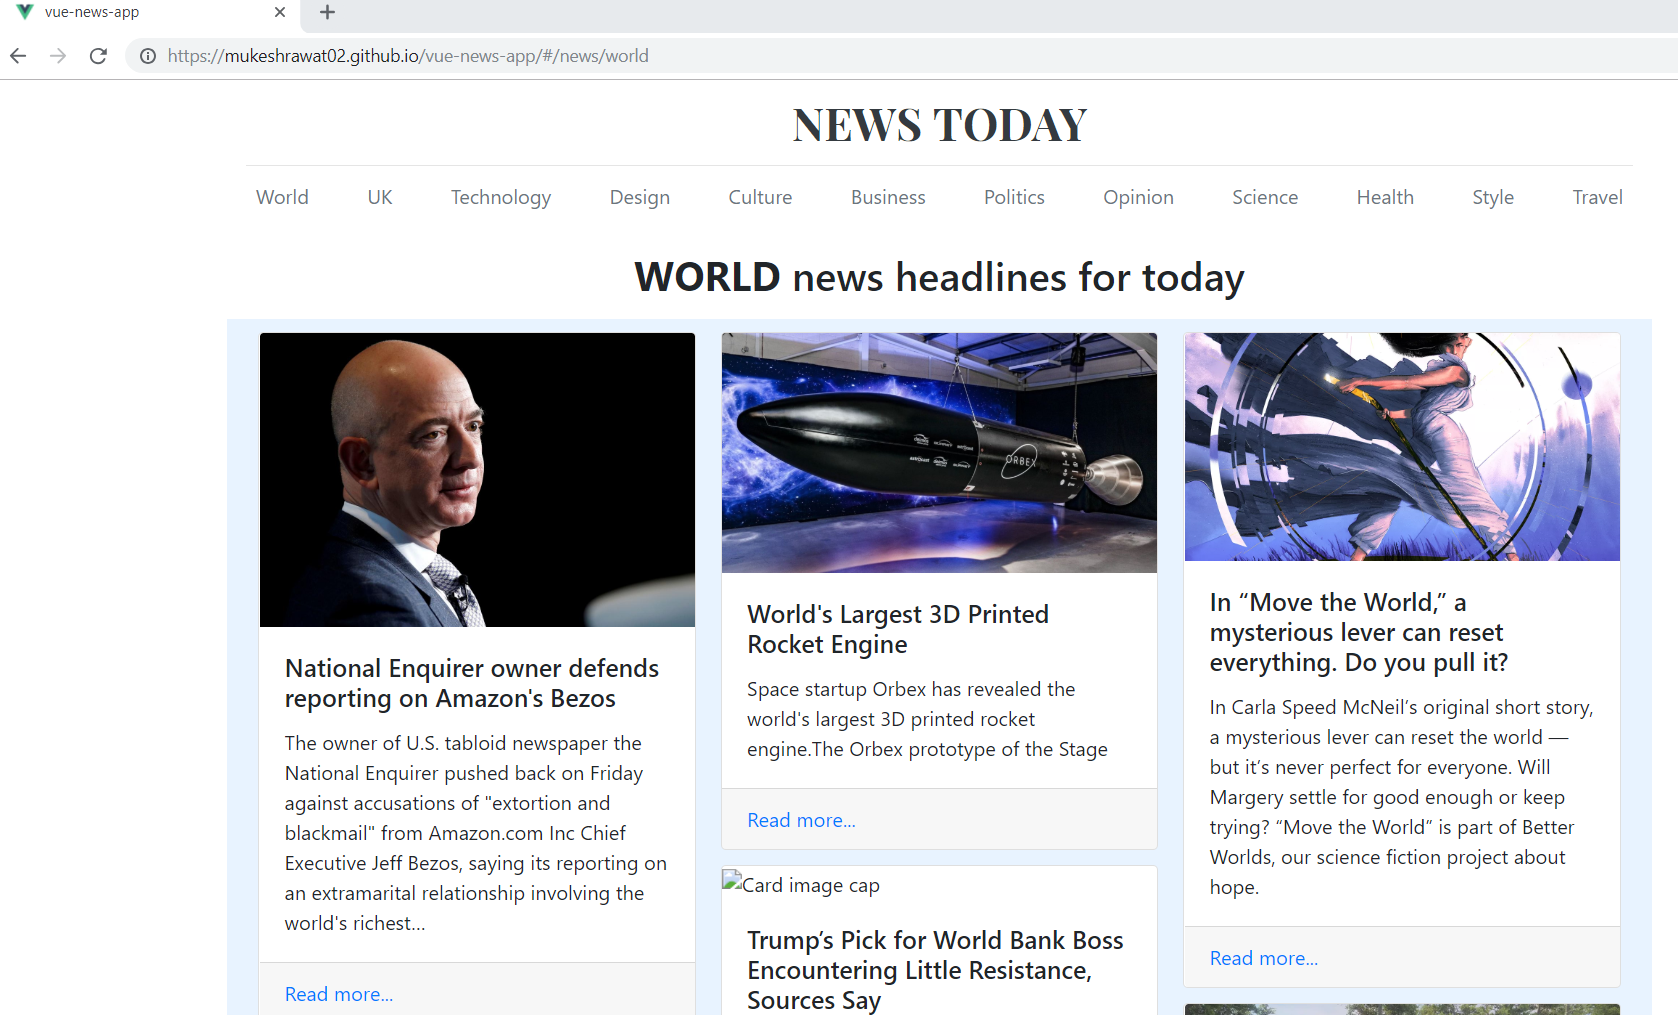 vue-news-app
https://mukeshrawat02.github.io/vue-news-app/#/news/world
NEWS TODAY
World UK Technology Design Culture Business Politics Opinion Science Health Style Travel
WORLD news headlines for today
National Enquirer owner defends
reporting on Amazon's Bezos
The owner of U.S. tabloid newspaper the
National Enquirer pushed back on Friday
against accusations of "extortion and
blackmail" from Amazon.com Inc Chief
Executive Jeff Bezos, saying its reporting on
an extramarital relationship involving the
world's richest...
Read more...
ORBEX
World's Largest 3D Printed
Rocket Engine
Space startup Orbex has revealed the
world's largest 3D printed rocket
engine.The Orbex prototype of the Stage
Read more...
Card image cap
Trump’s Pick for World Bank Boss
Encountering Little Resistance,
Sources Say
In “Move the World,” a
mysterious lever can reset
everything. Do you pull it?
In Carla Speed McNeil’s original short story,
a mysterious lever can reset the world —
but it’s never perfect for everyone. Will
Margery settle for good enough or keep
trying? “Move the World” is part of Better
Worlds, our science fiction project about
hope.
Read more...